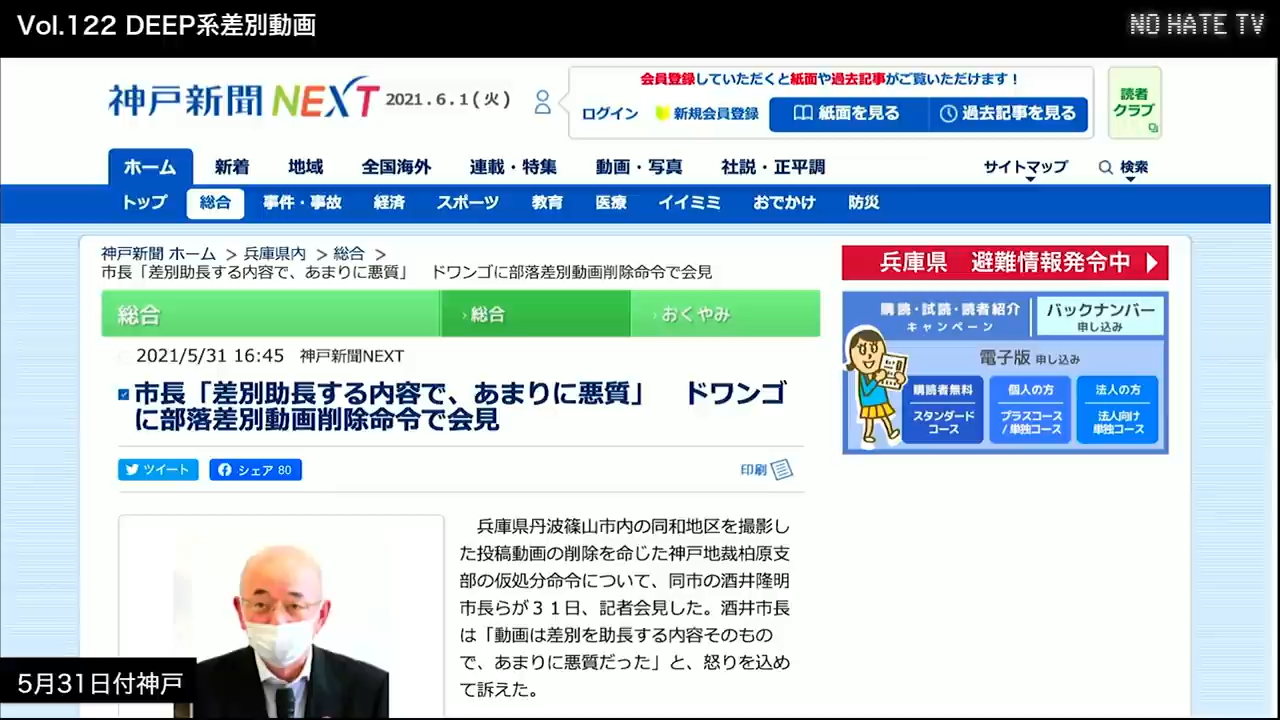 Vol.122 DEEP系差別動画
NO HATE TV
神戸新聞NEXT 2021.6.1(火)
会員登録していただくと紙面や過去記事がご覧いただけます!
ログイン 新規会員登録 紙面を見る 過去記事を見る
読者
クラブ
ホーム 新着 地域 全国海外 連載・特集 動画・写真 社説・正平調 サイトマップ 検索
トップ 総合 事件・事故 経済 スポーツ 教育 医療 イイミミ おでかけ 防災
神戸新聞 ホーム > 兵庫県内 > 総合 >
市長「差別助長する内容で、あまりに悪質」 ドワンゴに部落差別動画削除命令で会見
総合 ›総合 ›おくやみ
2021/5/31 16:45 神戸新聞NEXT
市長「差別助長する内容で、あまりに悪質」 ドワンゴ
に部落差別動画削除命令で会見
ツイート シェア 80 印刷
兵庫県丹波篠山市内の同和地区を撮影し
た投稿動画の削除を命じた神戸地裁柏原支
部の仮処分命令について、同市の酒井隆明
市長らが31日、記者会見した。酒井市長
は「動画は差別を助長する内容そのもの
で、あまりに悪質だった」と、怒りを込め
て訴えた。
兵庫県 避難情報発令中
購読・試読・読者紹介
キャンペーン
バックナンバー
申し込み
電子版 申し込み
購読者無料
スタンダード
コース
個人の方
プラスコース
/単独コース
法人の方
法人向け
単独コース
5月31日付神戸